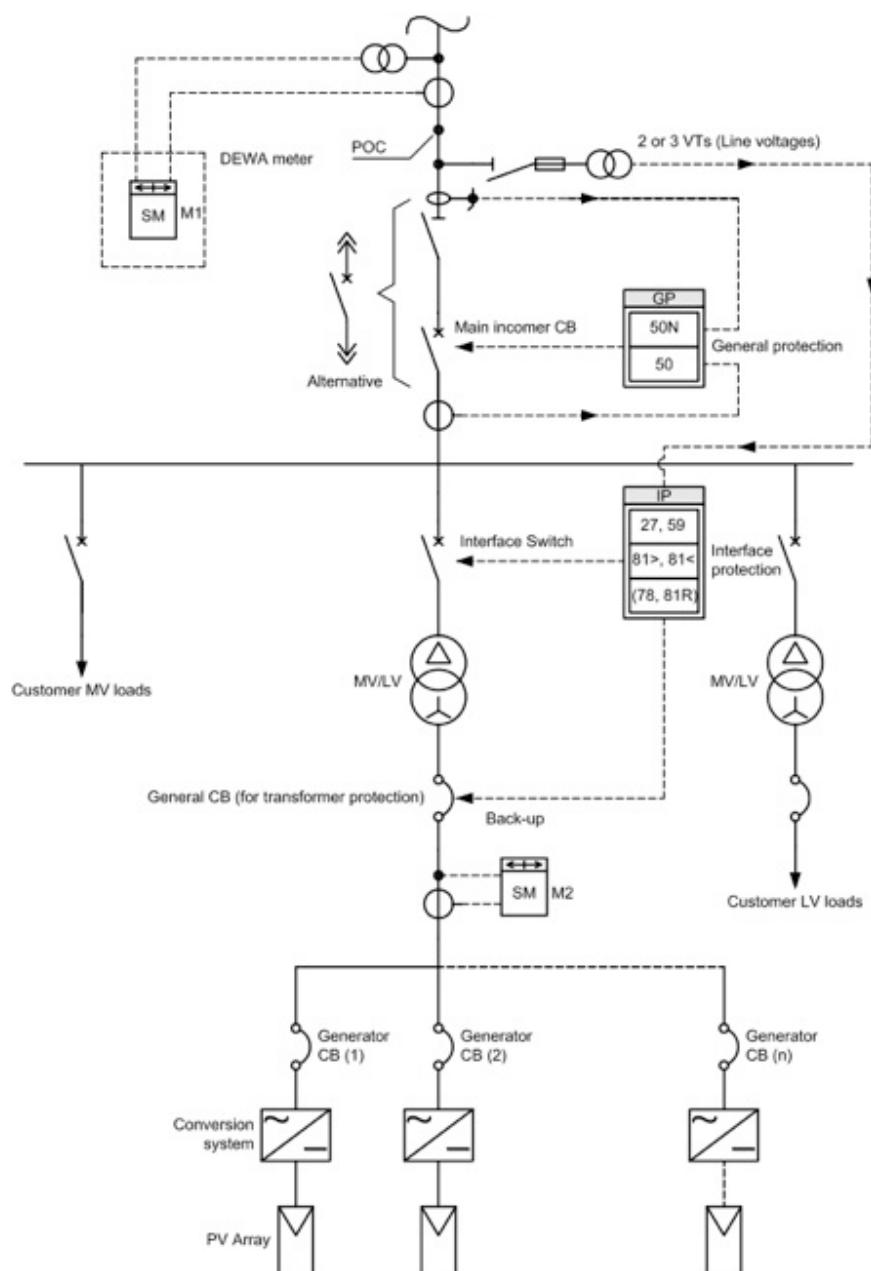 2 or 3 VTs (Line voltages)
POC
DEWA meter
SM
M1
GP
50N
50
General protection
Main incomer CB
Alternative
IP
27, 59
81>, 81<
(78, 81R)
Interface
protection
Interface Switch
Customer MV loads
MV/LV
MV/LV
General CB (for transformer protection)
Back-up
SM
M2
Customer LV loads
Generator
CB (1)
Generator
CB (2)
Generator
CB (n)
Conversion
system
PV Array